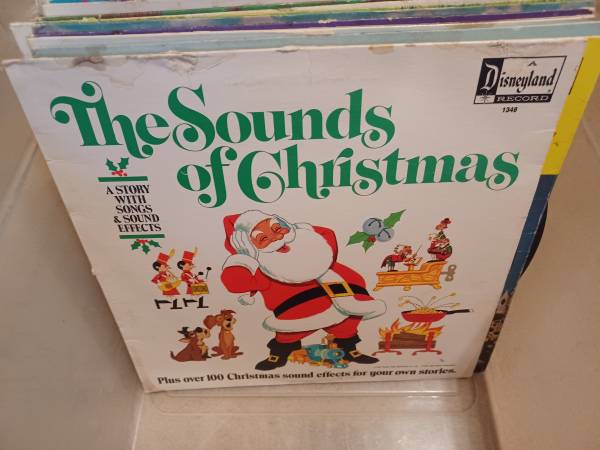 A
Disneyland
RECORD
1348
The Sounds
of Christmas
A STORY
WITH
SONGS
& SOUND
EFFECTS
Plus over 100 Christmas sound effects for your own stories.